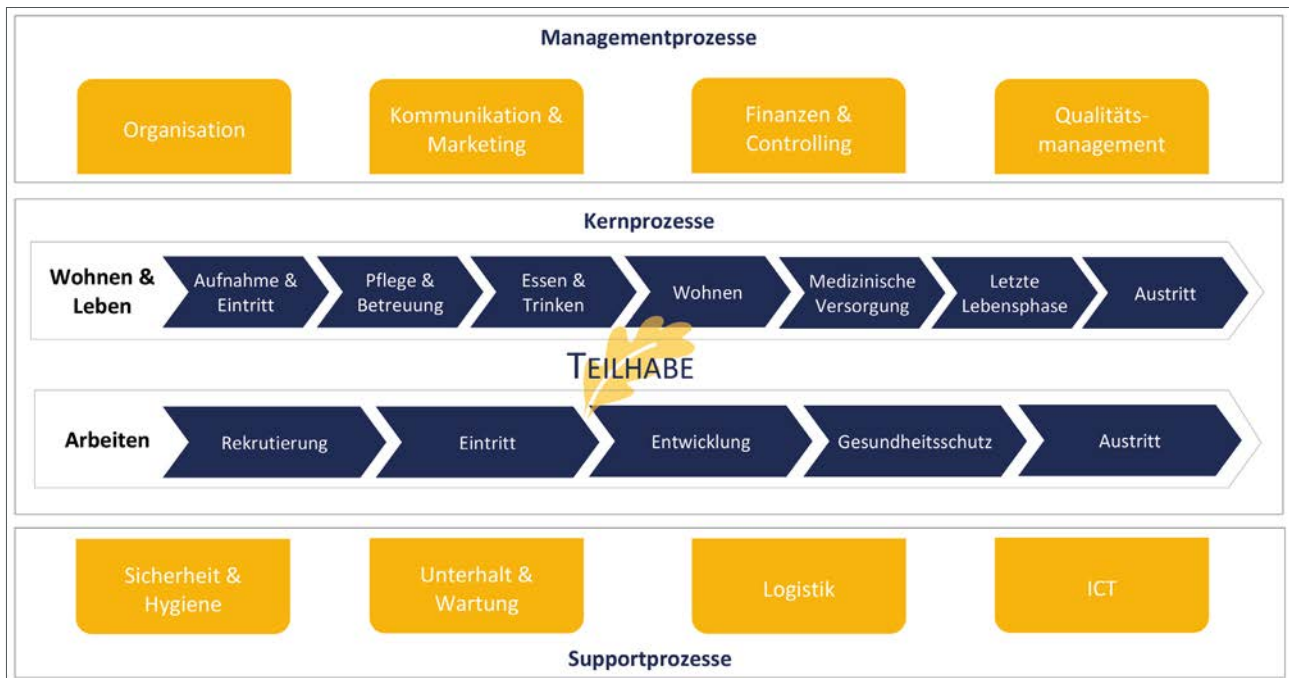 Managementprozesse
Organisation
Kommunikation &
Marketing
Finanzen &
Controlling
Qualitäts-
management
Kernprozesse
Wohnen &
Leben
Aufnahme &
Eintritt
Pflege &
Betreuung
Essen &
Trinken
Wohnen
Medizinische
Versorgung
Letzte
Lebensphase
Austritt
TEILHABE
Arbeiten
Rekrutierung
Eintritt
Entwicklung
Gesundheitsschutz
Austritt
Sicherheit &
Hygiene
Unterhalt &
Wartung
Logistik
ICT
Supportprozesse